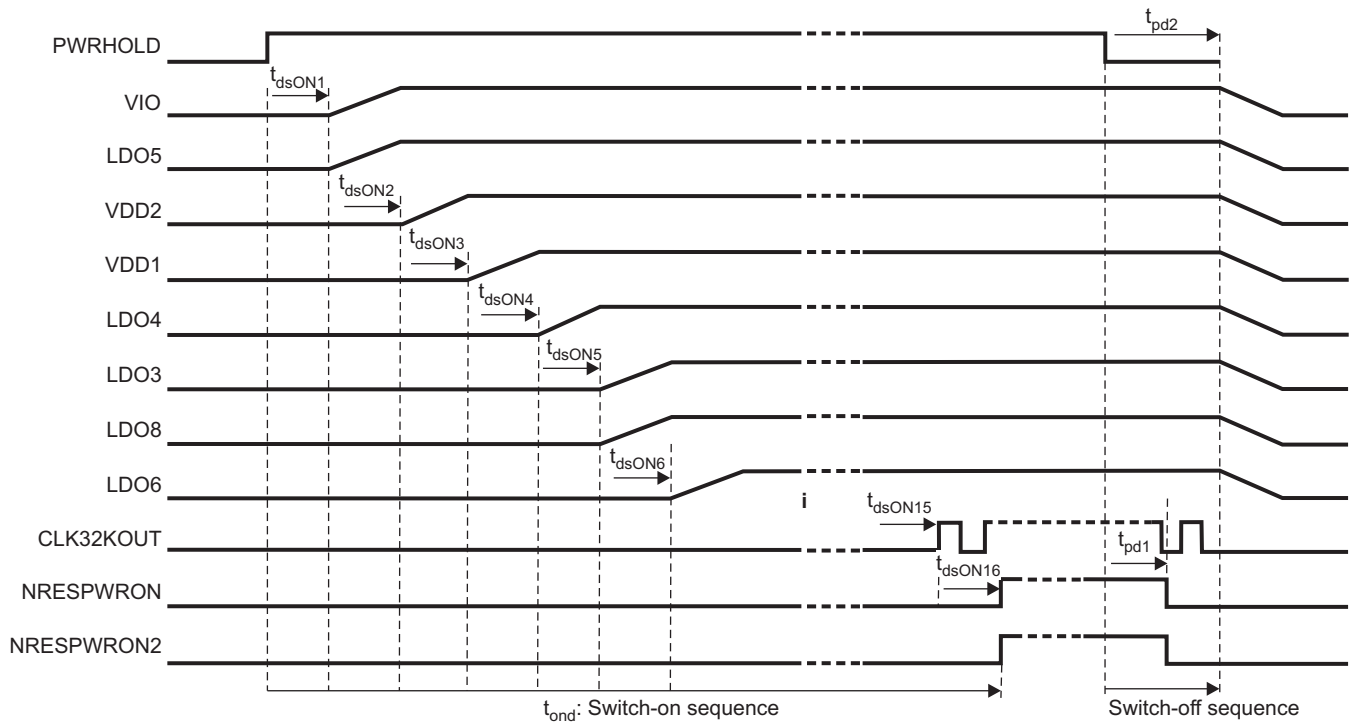 PWRHOLD
tpd2
tdsON1
VIO
LDO5
tdsON2
VDD2
tdsON3
VDD1
tdsON4
LDO4
tdsON5
LDO3
LDO8
tdsON6
LDO6
i
tdsON15
CLK32KOUT
tpd1
tdsON16
NRESPWRON
NRESPWRON2
tond: Switch-on sequence
Switch-off sequence